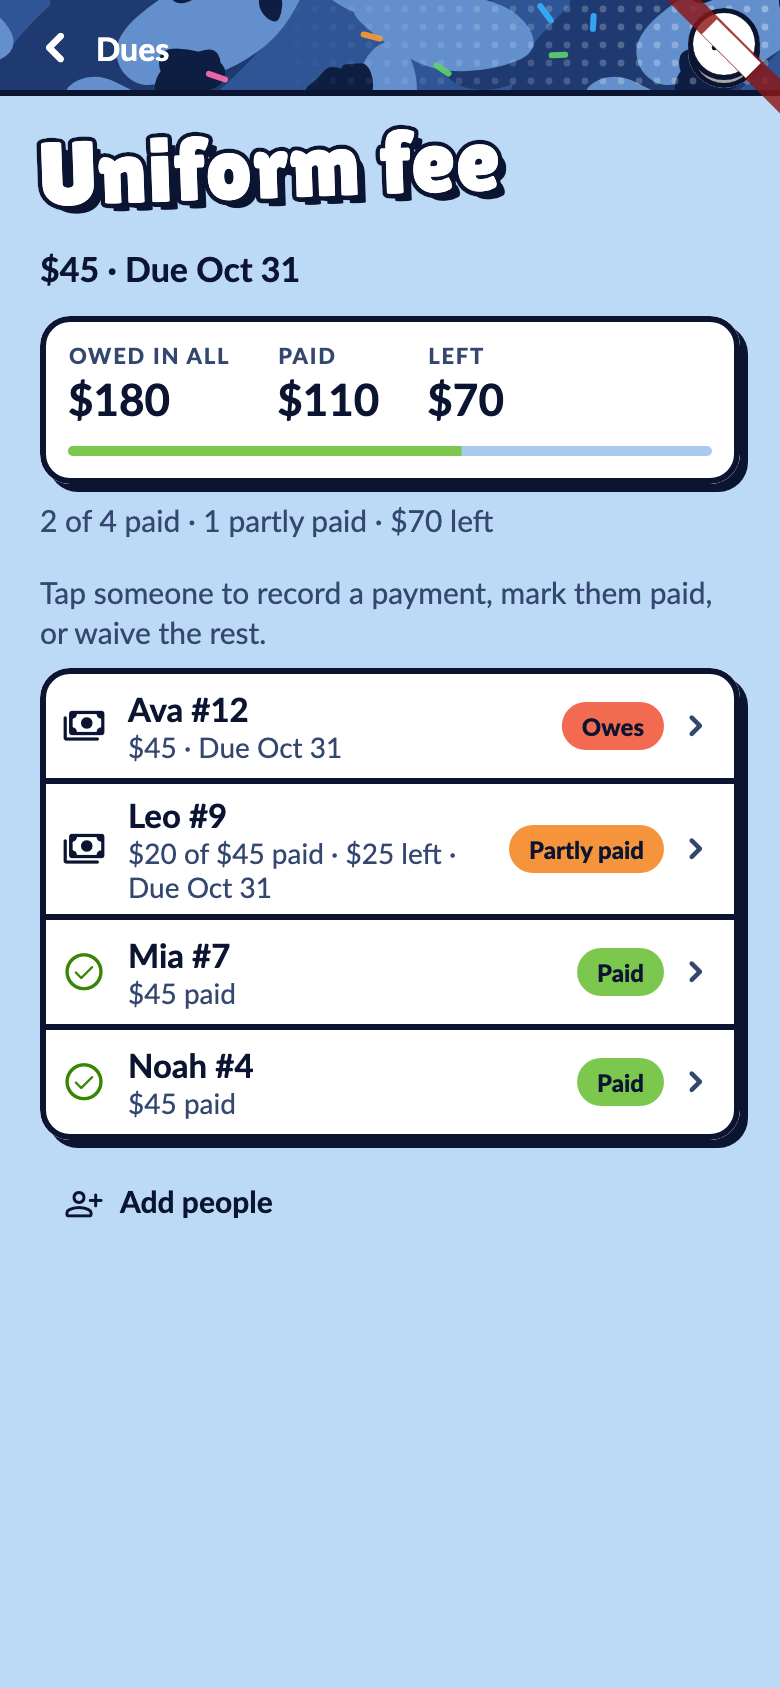 Dues
Uniform fee
$45 · Due Oct 31
OWED IN ALL PAID LEFT
$180 $110 $70
2 of 4 paid · 1 partly paid · $70 left
Tap someone to record a payment, mark them paid,
or waive the rest.
Ava #12
$45 · Due Oct 31
Owes
Leo #9
$20 of $45 paid · $25 left ·
Due Oct 31
Partly paid
Mia #7
$45 paid
Paid
Noah #4
$45 paid
Paid
Add people